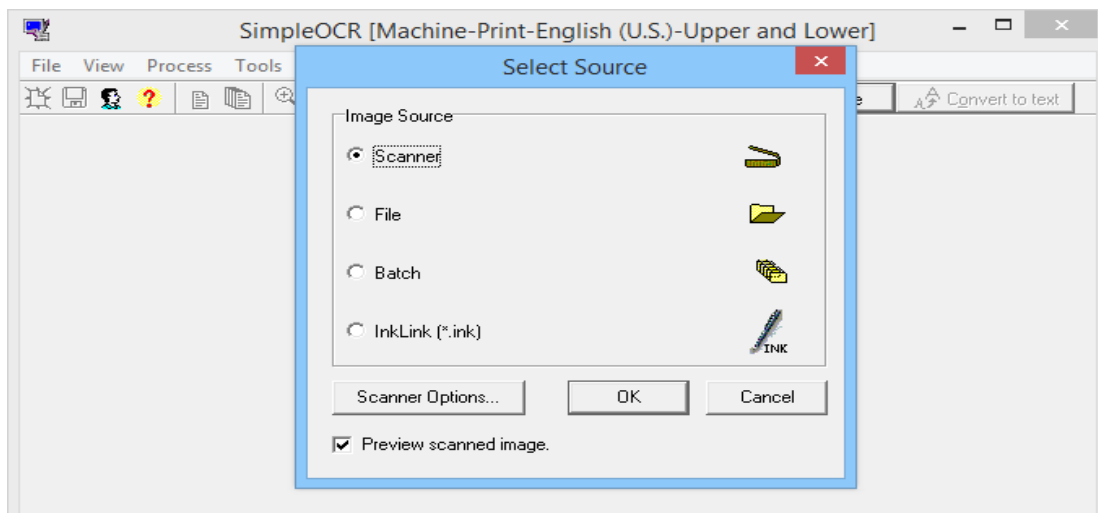 SimpleOCR [Machine-Print-English (U.S.)-Upper and Lower]
File View Process Tools
Select Source
Convert to text
Image Source
Scanner
File
Batch
InkLink (*.ink)
INK
Scanner Options...
OK
Cancel
Preview scanned image.